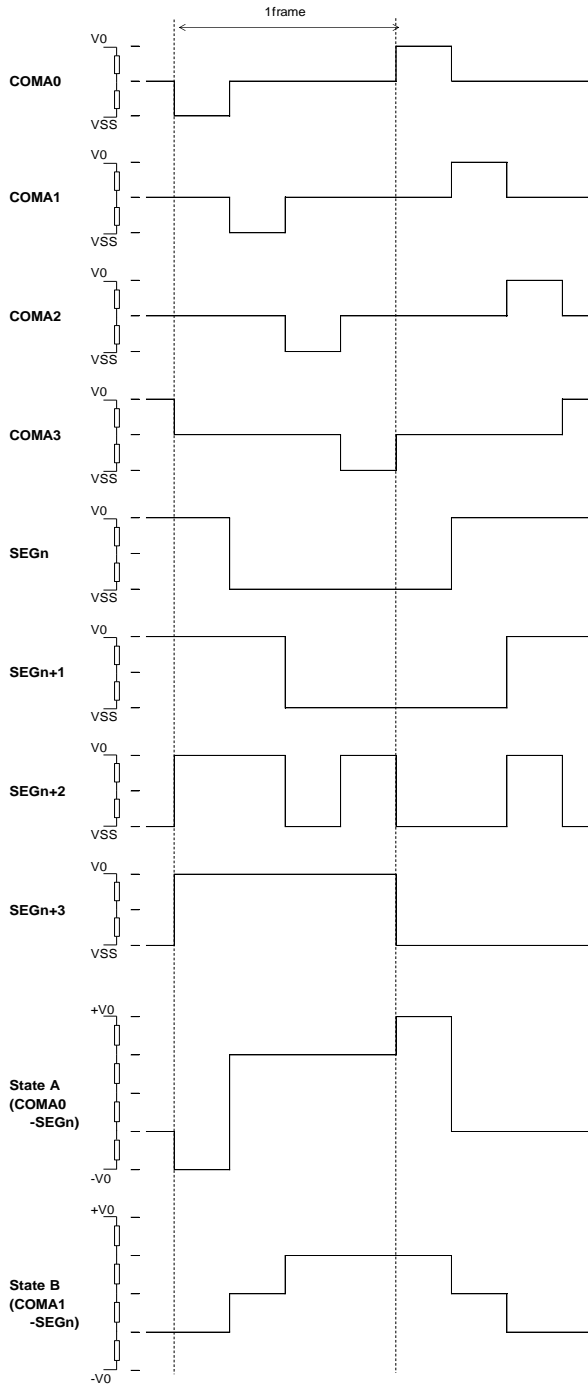 1frame
V0
COMA0
VSS
V0
COMA1
VSS
V0
COMA2
VSS
V0
COMA3
VSS
V0
SEGn
VSS
V0
SEGn+1
VSS
V0
SEGn+2
VSS
V0
SEGn+3
VSS
+V0
State A
(COMA0
-SEGn)
-V0
+V0
State B
(COMA1
-SEGn)
-V0